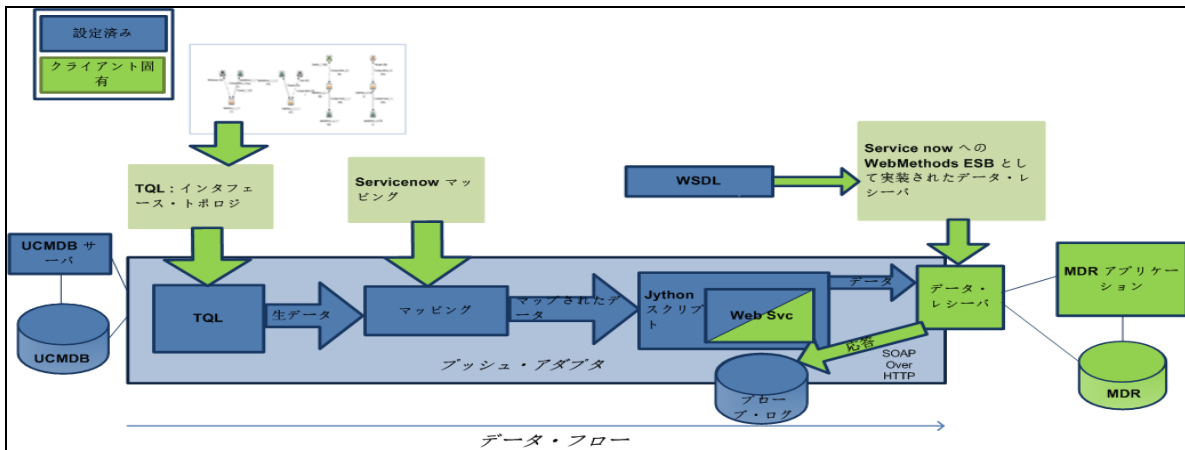 設定済み
クライアント固
有
TQL：インタフェ
ース・トポロジ
Servicenow マッ
ピング
WSDL
Service now への
WebMethods ESB とし
て実装されたデータ・レ
シーバ
UCMDB サ
ーバ
UCMDB
TQL
生データ
マッピング
マップされたデ
ータ
Jython
スクリプ
ト
Web Svc
データ
データ・
レシーバ
MDR アプリケー
ション
MDR
応答
SOAP
Over
HTTP
プッシュ・アダプタ
プローブ
・ログ
データ・フロー